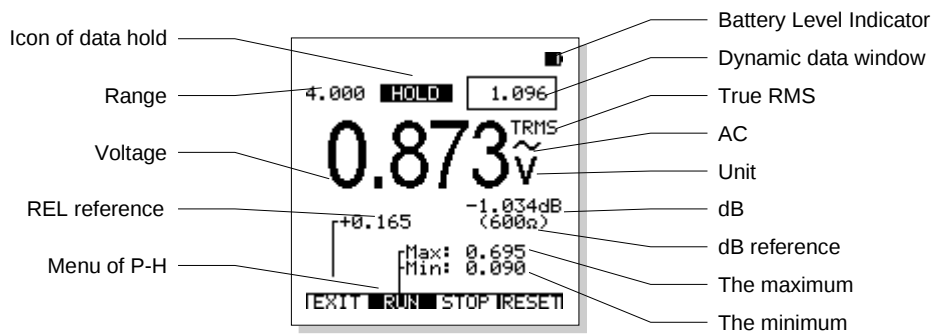 Battery Level Indicator
Icon of data hold
Dynamic data window
Range
4.000 HOLD 1.096
True RMS
TRMS
AC
0.873 V
Voltage
Unit
-1.034dB
REL reference
dB
+0.165 (600Ω)
dB reference
Max: 0.695
Menu of P-H
Min: 0.090
The maximum
EXIT RUN STOP RESET
The minimum